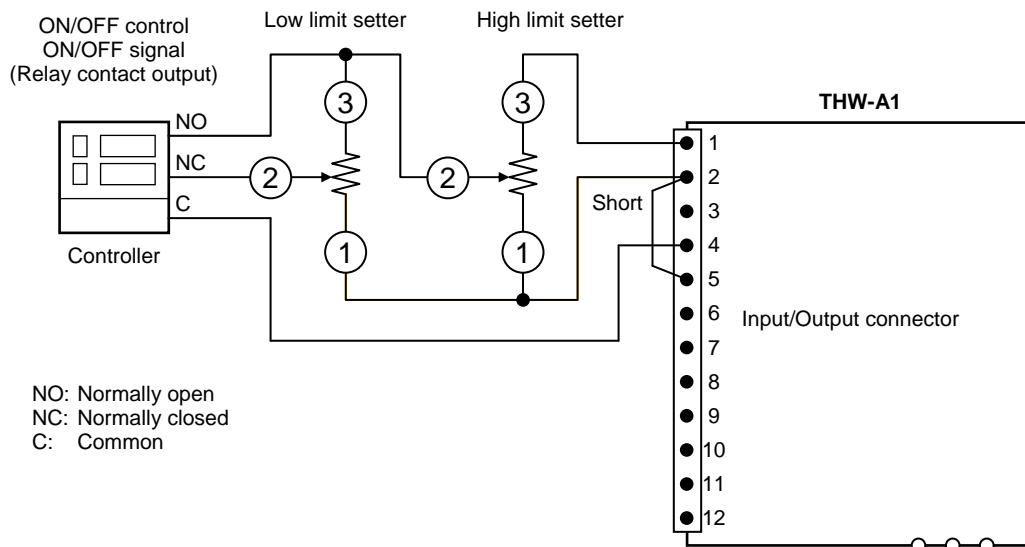 ON/OFF control
ON/OFF signal
(Relay contact output)
Low limit setter
High limit setter
THW-A1
NO
NC
C
Controller
3
2
1
3
2
1
Short
1
2
3
4
5
6
7
8
9
10
11
12
Input/Output connector
NO: Normally open
NC: Normally closed
C: Common